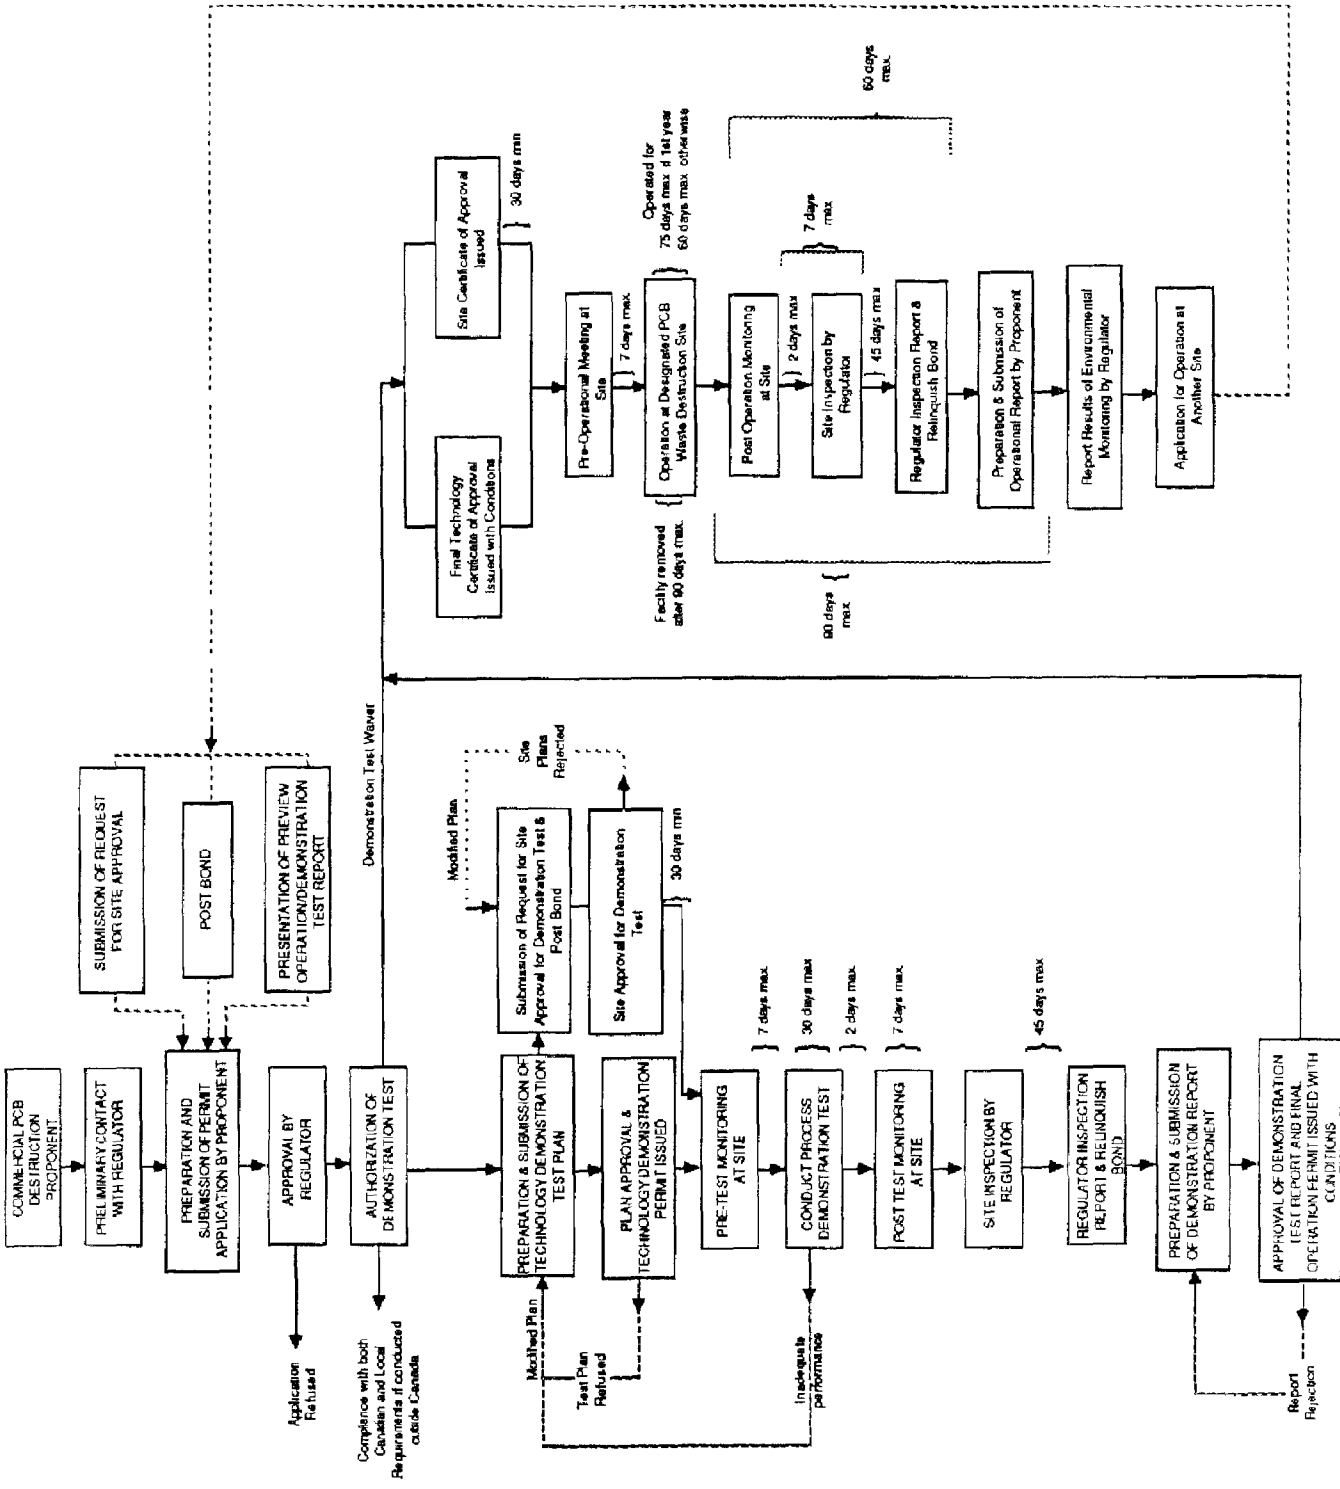 COMMERCIAL PCB
DESTRUCTION
PROPONENT
PRELIMINARY CONTACT
WITH REGULATOR
PREPARATION AND
SUBMISSION OF PERMIT
APPLICATION BY PROPONENT
APPROVAL BY
REGULATOR
AUTHORIZATION OF
DEMONSTRATION TEST
SUBMISSION OF REQUEST
FOR SITE APPROVAL
POST BOND
PRESENTATION OF PREVIEW
OPERATION/DEMONSTRATION
TEST REPORT
Application
Refused
Compliance with both
Canadian and Local
Requirements if conducted
outside Canada
Demonstration Test Waiver
PREPARATION & SUBMISSION OF
TECHNOLOGY DEMONSTRATION
TEST PLAN
PLAN APPROVAL &
TECHNOLOGY DEMONSTRATION
PERMIT ISSUED
Modified Plan
Test Plan
Refused
Submission of Request for Site
Approval for Demonstration Test &
Post Bond
Site Approval for Demonstration
Test
Modified Plan
Site
Plans
Rejected
30 days min
PRE-TEST MONITORING
AT SITE
7 days max
CONDUCT PROCESS
DEMONSTRATION TEST
30 days max
Inadequate
performance
2 days max
POST TEST MONITORING
AT SITE
7 days max
SITE INSPECTION BY
REGULATOR
45 days max
REGULATOR INSPECTION
REPORT & RELINQUISH
BOND
PREPARATION & SUBMISSION
OF DEMONSTRATION REPORT
BY PROPONENT
APPROVAL OF DEMONSTRATION
TEST REPORT AND FINAL
OPERATION PERMIT ISSUED WITH
CONDITIONS
Report
Rejection
Final Technology
Certificate of Approval
Issued with Conditions
Site Certificate of Approval
Issued
30 days min
Pre-Operational Meeting at
Site
7 days max.
Operation at Designated PCB
Waste Destruction Site
Facility removed
after 90 days max.
Operated for
75 days max if 1st year
60 days max otherwise
Post Operation Monitoring
at Site
2 days max
Site Inspection by
Regulator
7 days
max
45 days max
Regulator Inspection Report &
Relinquish Bond
Preparation & Submission of
Operational Report by Proponent
90 days
max
60 days
max.
Report Results of Environmental
Monitoring by Regulator
Application for Operation at
Another Site